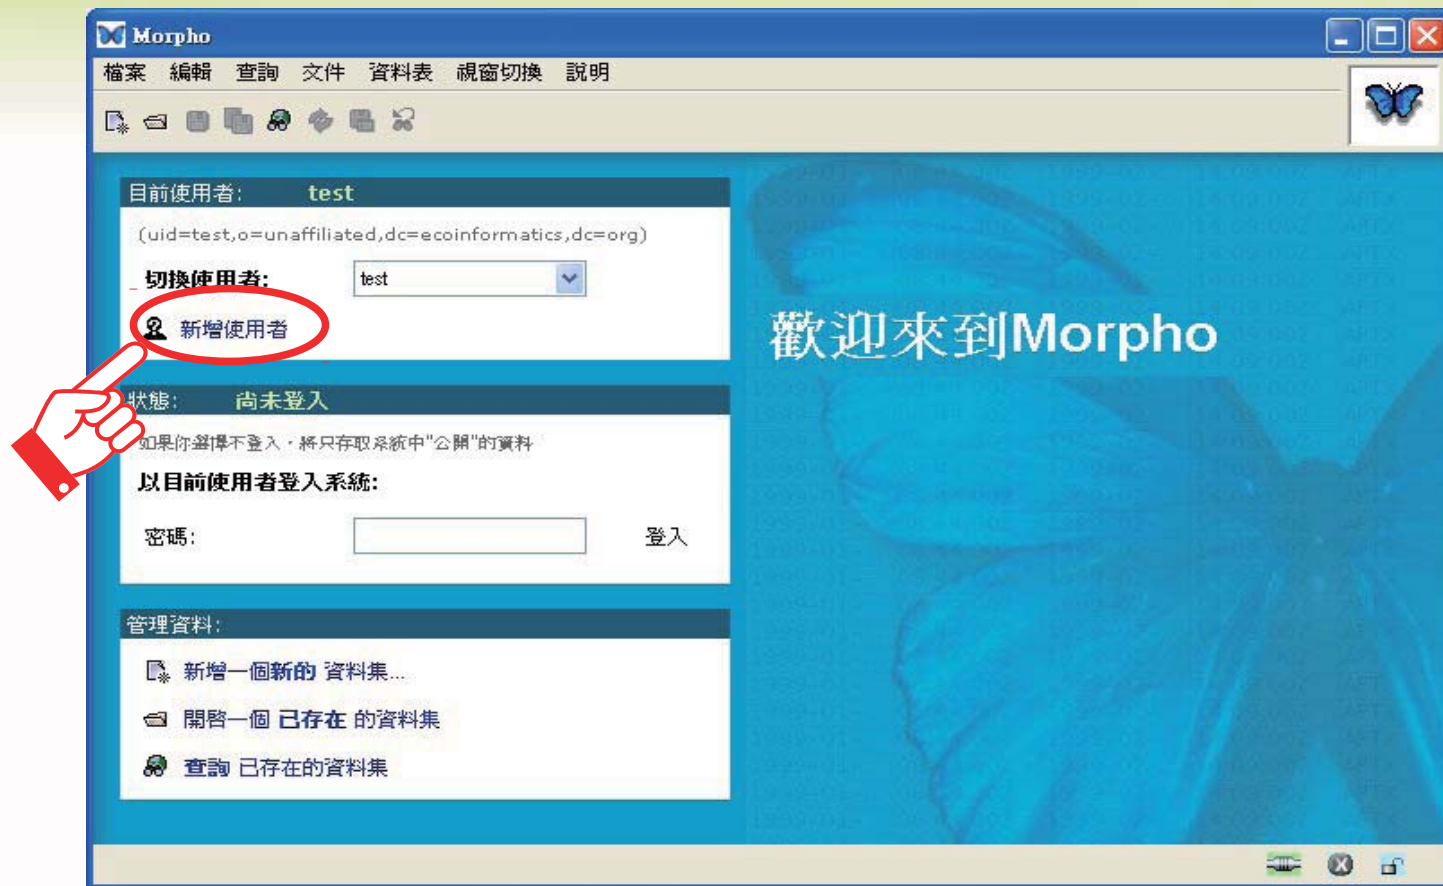 Morpho
檔案 編輯 查詢 文件 資料表 視窗切換 說明
目前使用者: test
(uid=test,o=unaffiliated,dc=ecoinformatics,dc=org)
切換使用者: test
新增使用者
歡迎來到Morpho
狀態: 尚未登入
如果你選擇不登入，將只存取系統中"公開"的資料
以目前使用者登入系統:
密碼: 登入
管理資料:
新增一個新的 資料集...
開啓一個 已存在 的資料集
查詢 已存在的資料集